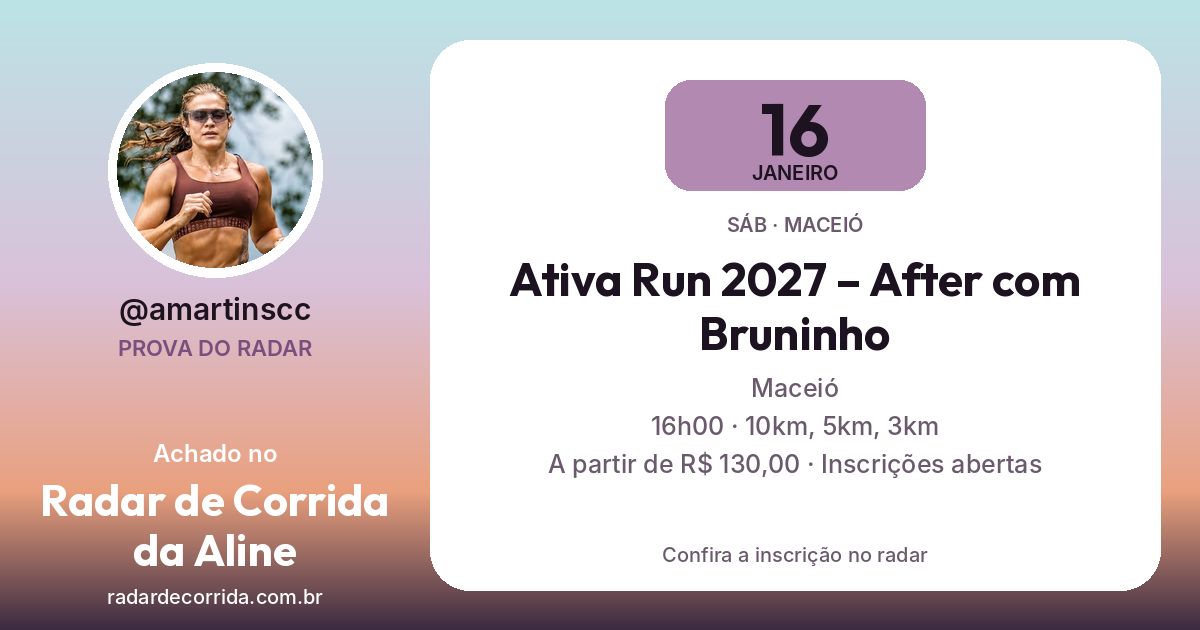 @amartinscc
PROVA DO RADAR
Achado no
Radar de Corrida
da Aline
radardecorrida.com.br
16
JANEIRO
SÁB · MACEIÓ
Ativa Run 2027 – After com
Bruninho
Maceió
16h00 · 10km, 5km, 3km
A partir de R$ 130,00 · Inscrições abertas
Confira a inscrição no radar